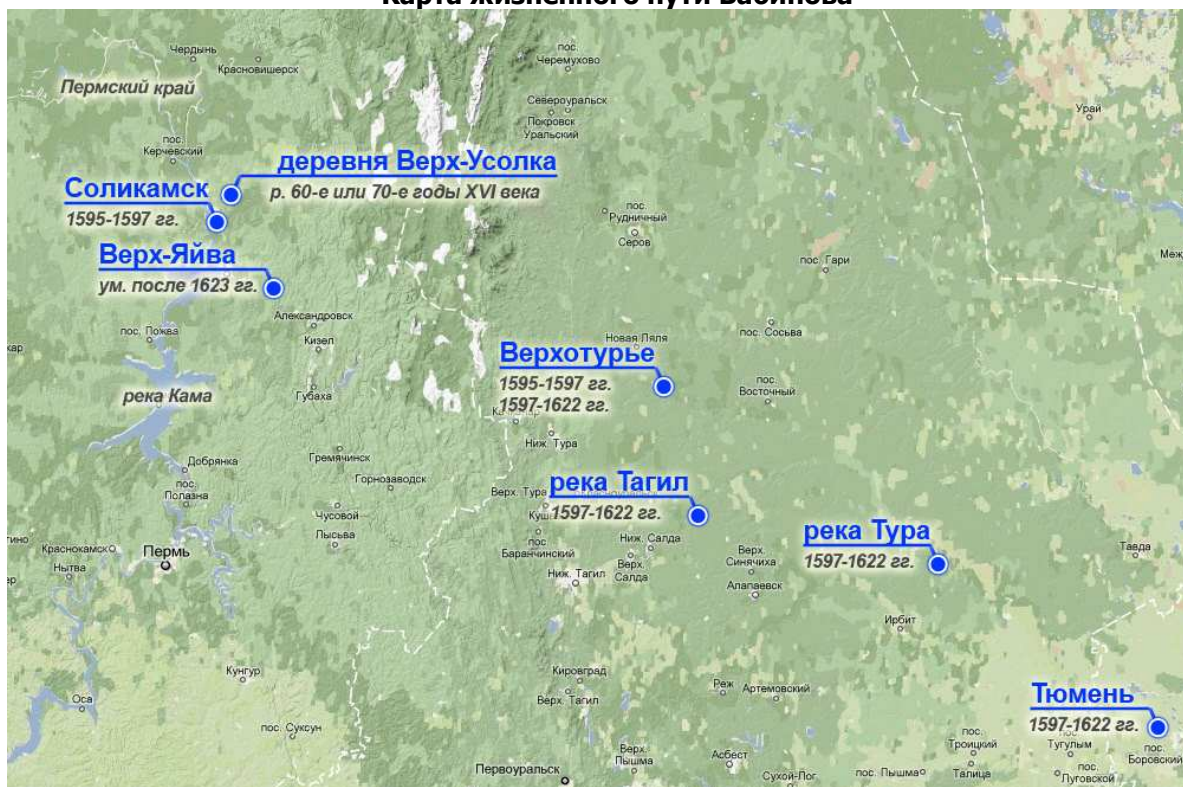 Карта жизненного пути Бабинова
пос. Черемухово
Чердынь
Красновишерск
Пермский край
Североуральск
Покровск Уральский
Урай
пос. Керчевский
деревня Верх-Усолка
р. 60-е или 70-е годы XVI века
Соликамск
1595-1597 гг.
пос. Рудничный
Серов
Верх-Яйва
ум. после 1623 гг.
пос. Гари
Меж
Александровск
пос. Пожва
Кизел
Новая Ляля
пос. Сосьва
кар
Верхотурье
1595-1597 гг.
1597-1622 гг.
пос. Восточный
река Кама
Губаха
Качканар
Ниж. Тура
Добрянка
Гремячинск
Горнозаводск
пос. Полазна
река Тагил
1597-1622 гг.
Верх. Тура
Чусовой
Лысьва
река Тура
1597-1622 гг.
тино
Краснокамск
Пермь
Нытва
ер
пос. Баранчинский
Ниж. Салда
Верх. Салда
Верх. Синячиха
Тавда
Ниж. Тагил
Алапаевск
Ирбит
Кунгур
Кировград
Оса
Верх. Тагил
Реж
Артемовский
Тюмень
1597-1622 гг.
пос. Суксун
пос. Троицкий
пос. Тугулым
пос. Боровский
Верх. Пышма
Асбест
Первоуральск
Сухой-Лог
пос. Пышма
Талица
пос. Луговской